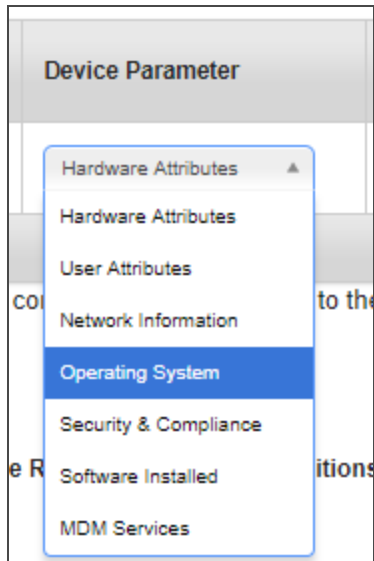 Device Parameter
Hardware Attributes
Hardware Attributes
User Attributes
co to the
Network Information
Operating System
Security & Compliance
e R itions
Software Installed
MDM Services